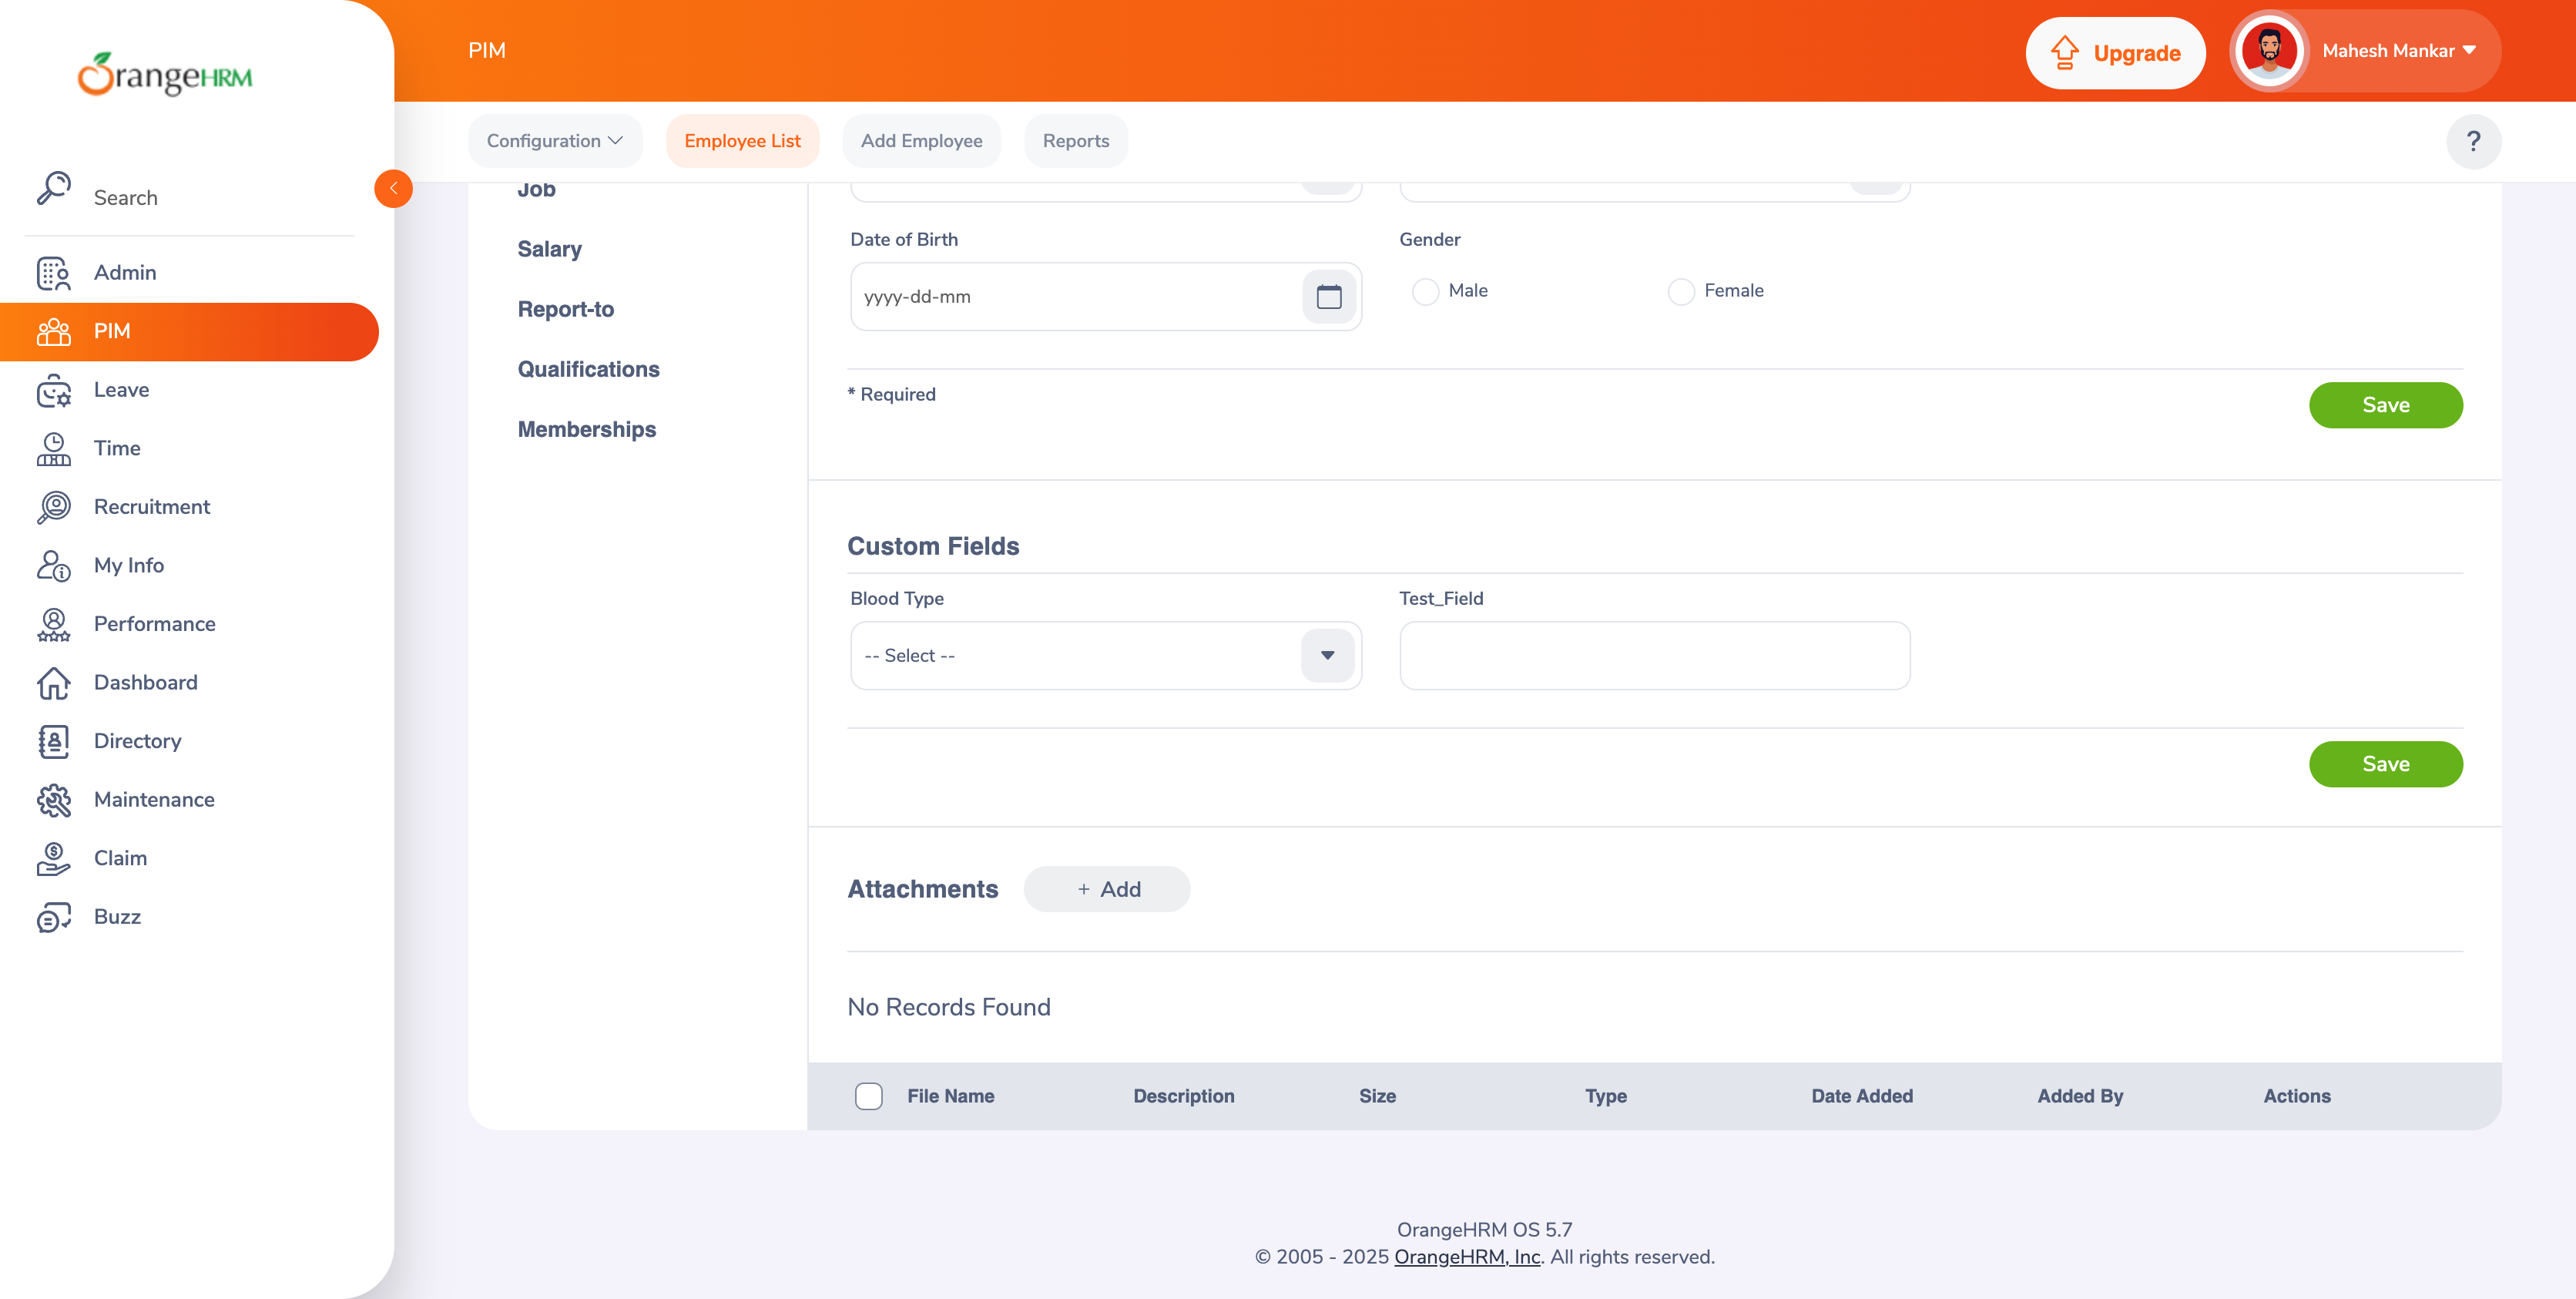 OrangeHRM
PIM
Upgrade
Mahesh Mankar
Configuration
Employee List
Add Employee
Reports
?
Search
Admin
PIM
Leave
Time
Recruitment
My Info
Performance
Dashboard
Directory
Maintenance
Claim
Buzz
Job
Salary
Report-to
Qualifications
Memberships
Date of Birth
Gender
yyyy-dd-mm
Male
Female
* Required
Save
Custom Fields
Blood Type
Test_Field
-- Select --
Save
Attachments
+ Add
No Records Found
File Name
Description
Size
Type
Date Added
Added By
Actions
OrangeHRM OS 5.7
© 2005 - 2025 OrangeHRM, Inc. All rights reserved.